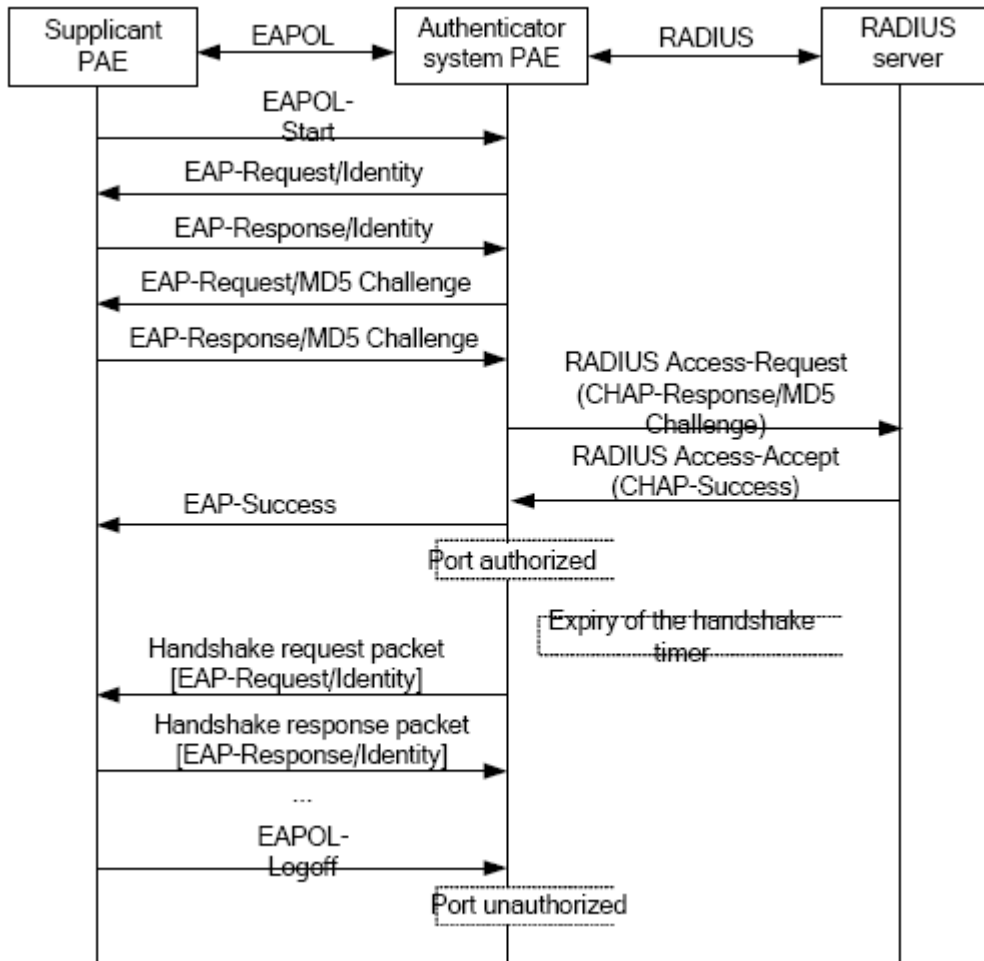 Supplicant
PAE
EAPOL
Authenticator
system PAE
RADIUS
RADIUS
server
EAPOL-
Start
EAP-Request/Identity
EAP-Response/Identity
EAP-Request/MD5 Challenge
EAP-Response/MD5 Challenge
RADIUS Access-Request
(CHAP-Response/MD5
Challenge)
RADIUS Access-Accept
(CHAP-Success)
EAP-Success
Port authorized
Expiry of the handshake
timer
Handshake request packet
[EAP-Request/Identity]
Handshake response packet
[EAP-Response/Identity]
...
EAPOL-
Logoff
Port unauthorized